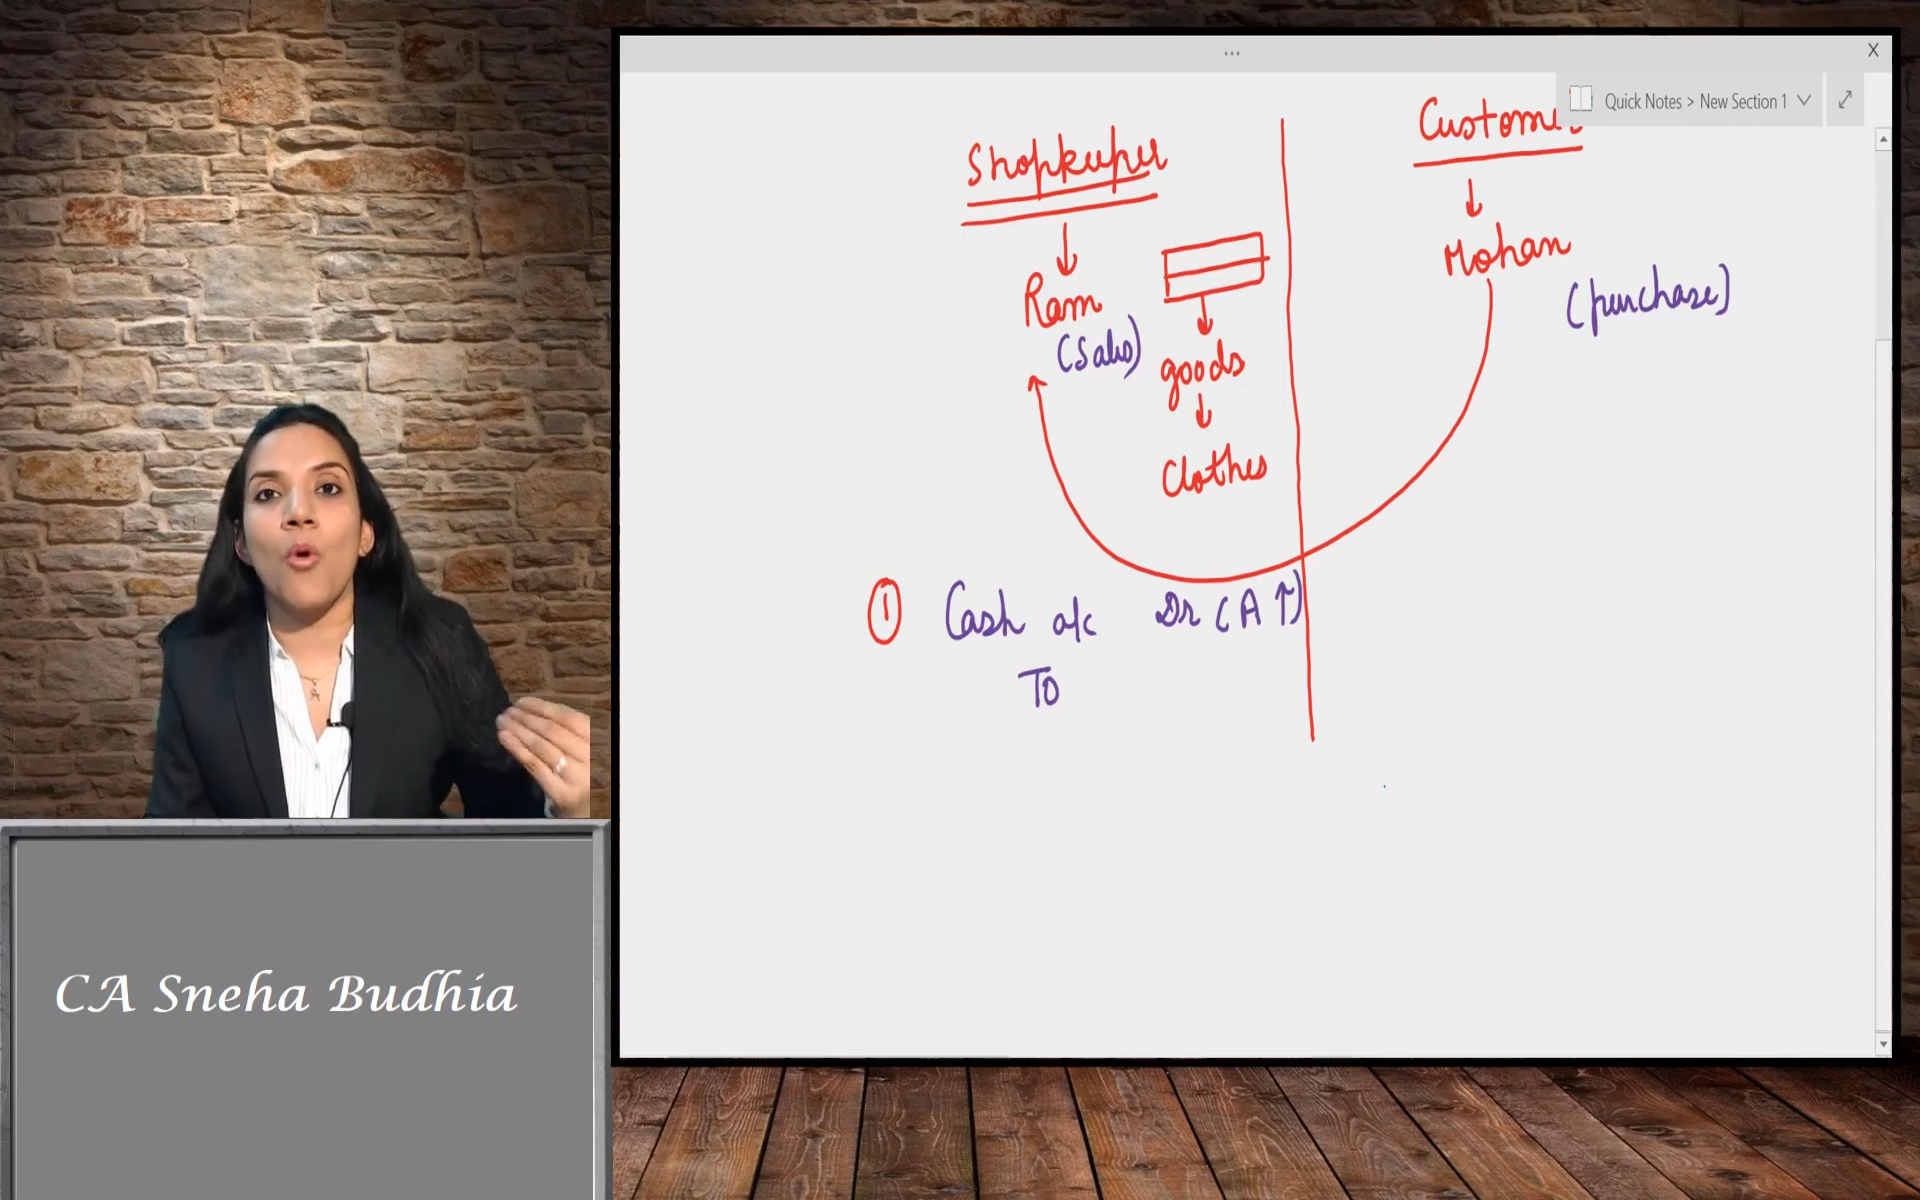 ...
X
Quick Notes > New Section 1
Customer
Shopkeeper
Mohan
Ram
(purchase)
(Sales)
goods
Clothes
① Cash a/c Dr (A ↑)
To
CA Sneha Budhia